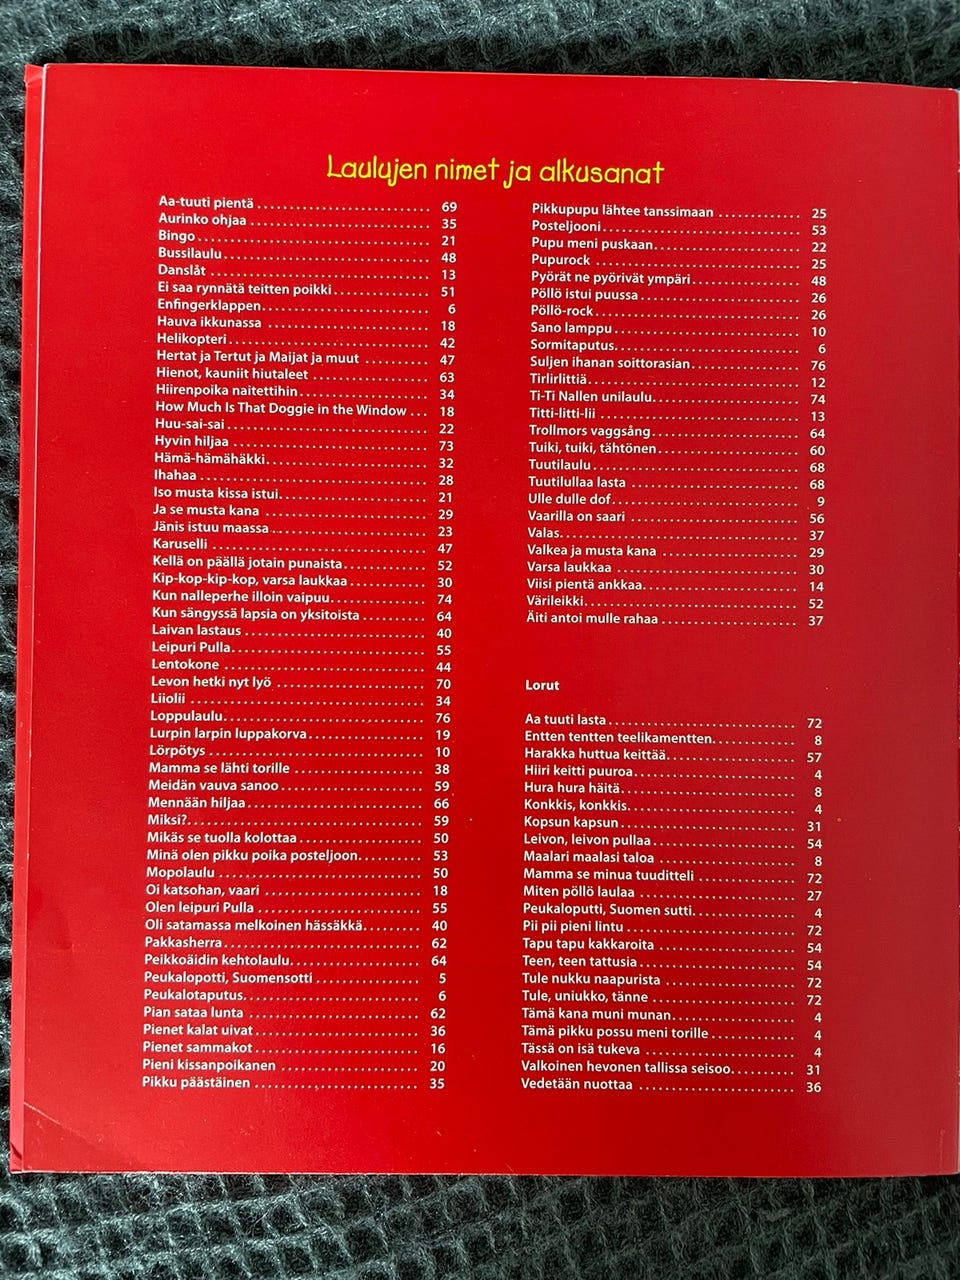 Laulujen nimet ja alkusanat
Aa-tuuti pientä 69
Aurinko ohjaa 35
Bingo 21
Bussilaulu 48
Danslåt 13
Ei saa rynnätä teitten poikki 51
Enfingerklappen 6
Hauva ikkunassa 18
Helikopteri 42
Hertat ja Tertut ja Maijat ja muut 47
Hienot, kauniit hiutaleet 63
Hiirenpoika naitettihin 34
How Much Is That Doggie in the Window 18
Huu-sai-sai 22
Hyvin hiljaa 73
Hämä-hämähäkki 32
Ihahaa 28
Iso musta kissa istui 21
Ja se musta kana 29
Jänis istuu maassa 23
Karuselli 47
Kellä on päällä jotain punaista 52
Kip-kop-kip-kop, varsa laukkaa 30
Kun nalleperhe illoin vaipuu 74
Kun sängyssä lapsia on yksitoista 64
Laivan lastaus 40
Leipuri Pulla 55
Lentokone 44
Levon hetki nyt lyö 70
Liiolii 34
Loppulaulu 76
Lurpin larpin luppakorva 19
Lörpötys 10
Mamma se lähti torille 38
Meidän vauva sanoo 59
Mennään hiljaa 66
Miksi? 59
Mikäs se tuolla kolottaa 50
Minä olen pikku poika posteljoon 53
Mopolaulu 50
Oi katsohan, vaari 18
Olen leipuri Pulla 55
Oli satamassa melkoinen hässäkkä 40
Pakkasherra 62
Peikkoäidin kehtolaulu 64
Peukalopotti, Suomensotti 5
Peukalotaputus 6
Pian sataa lunta 62
Pienet kalat uivat 36
Pienet sammakot 16
Pieni kissanpoikanen 20
Pikku päästäinen 35
Pikkupupu lähtee tanssimaan 25
Posteljooni 53
Pupu meni puskaan 22
Pupurock 25
Pyörät ne pyörivät ympäri 48
Pöllö istui puussa 26
Pöllö-rock 26
Sano lamppu 10
Sormitaputus 6
Suljen ihanan soittorasian 76
Tirlirlittiä 12
Ti-Ti Nallen unilaulu 74
Titti-litti-lii 13
Trollmors vaggsång 64
Tuiki, tuiki, tähtönen 60
Tuutilaulu 68
Tuutilullaa lasta 68
Ulle dulle dof 9
Vaarilla on saari 56
Valas 37
Valkea ja musta kana 29
Varsa laukkaa 30
Viisi pientä ankkaa 14
Värileikki 52
Äiti antoi mulle rahaa 37
Lorut
Aa tuuti lasta 72
Entten tentten teelikamentten 8
Harakka huttua keittää 57
Hiiri keitti puuroa 4
Hura hura häitä 8
Konkkis, konkkis 4
Kopsun kapsun 31
Leivon, leivon pullaa 54
Maalari maalasi taloa 8
Mamma se minua tuuditteli 72
Miten pöllö laulaa 27
Peukaloputti, Suomen sutti 4
Pii pii pieni lintu 72
Tapu tapu kakkaroita 54
Teen, teen tattusia 54
Tule nukku naapurista 72
Tule, uniukko, tänne 72
Tämä kana muni munan 4
Tämä pikku possu meni torille 4
Tässä on isä tukeva 4
Valkoinen hevonen tallissa seisoo 31
Vedetään nuottaa 36